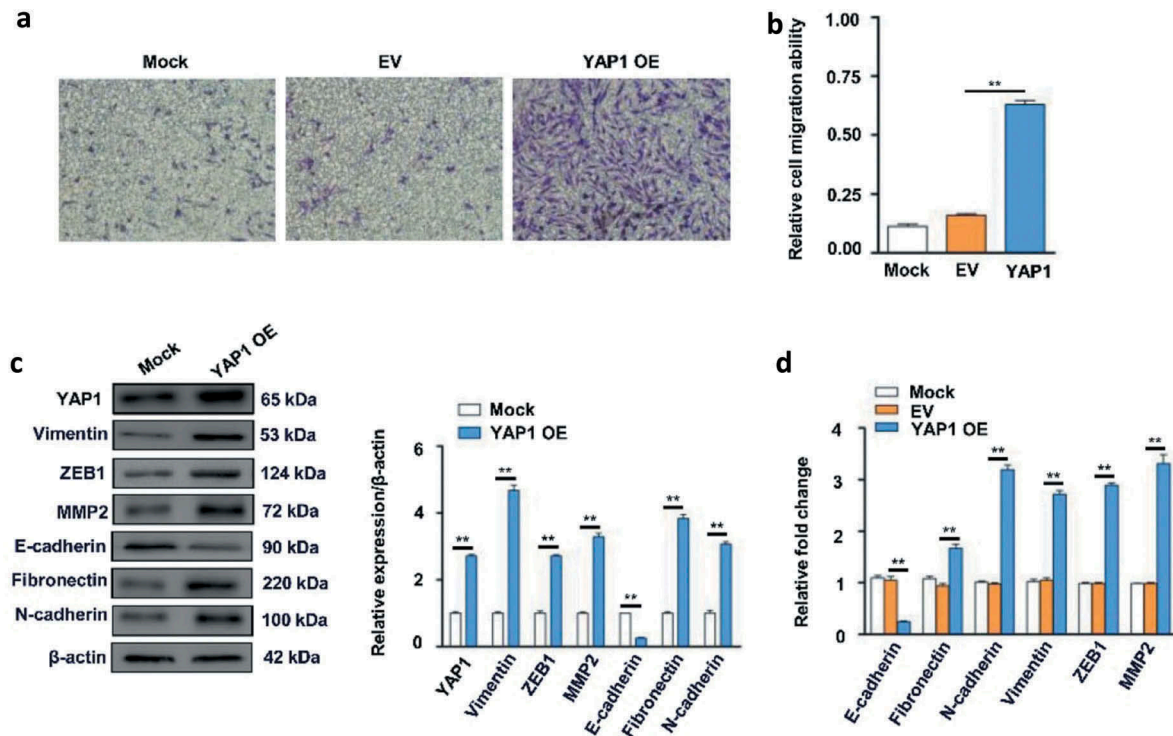 a
Mock EV YAP1 OE
b
Relative cell migration ability
1.00
0.75
0.50
0.25
0.00
**
Mock EV YAP1
c
Mock YAP1 OE
YAP1 65 kDa
Vimentin 53 kDa
ZEB1 124 kDa
MMP2 72 kDa
E-cadherin 90 kDa
Fibronectin 220 kDa
N-cadherin 100 kDa
β-actin 42 kDa
Mock
YAP1 OE
Relative expression/β-actin
6
4
2
0
** ** ** ** ** ** **
YAP1 Vimentin ZEB1 MMP2 E-cadherin Fibronectin N-cadherin
d
Mock
EV
YAP1 OE
Relative fold change
4
3
2
1
0
** ** ** ** ** **
E-cadherin Fibronectin N-cadherin Vimentin ZEB1 MMP2